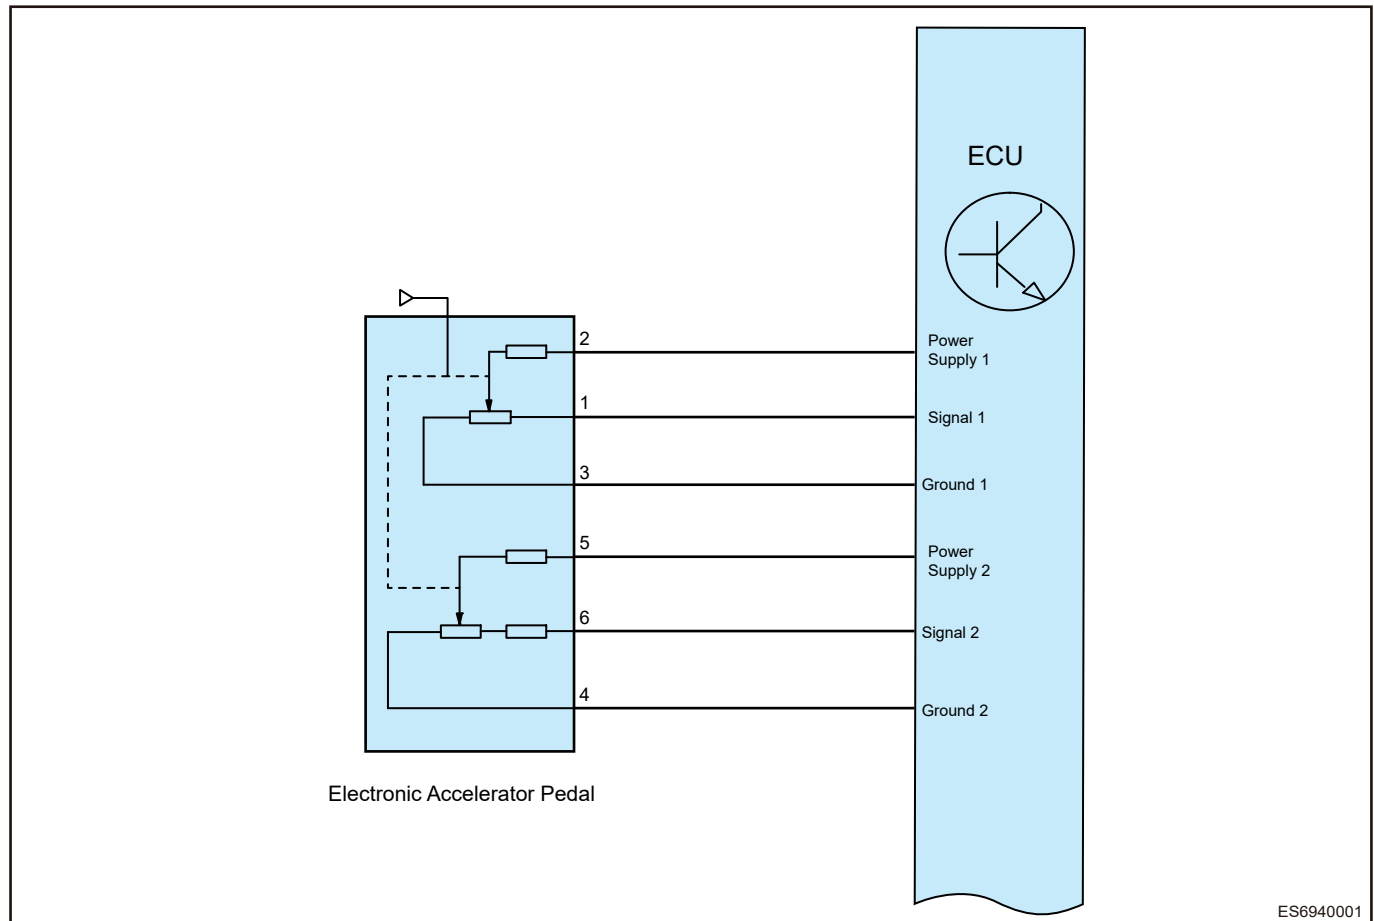 ECU
2
Power
Supply 1
1
Signal 1
3
Ground 1
5
Power
Supply 2
6
Signal 2
4
Ground 2
Electronic Accelerator Pedal
ES6940001